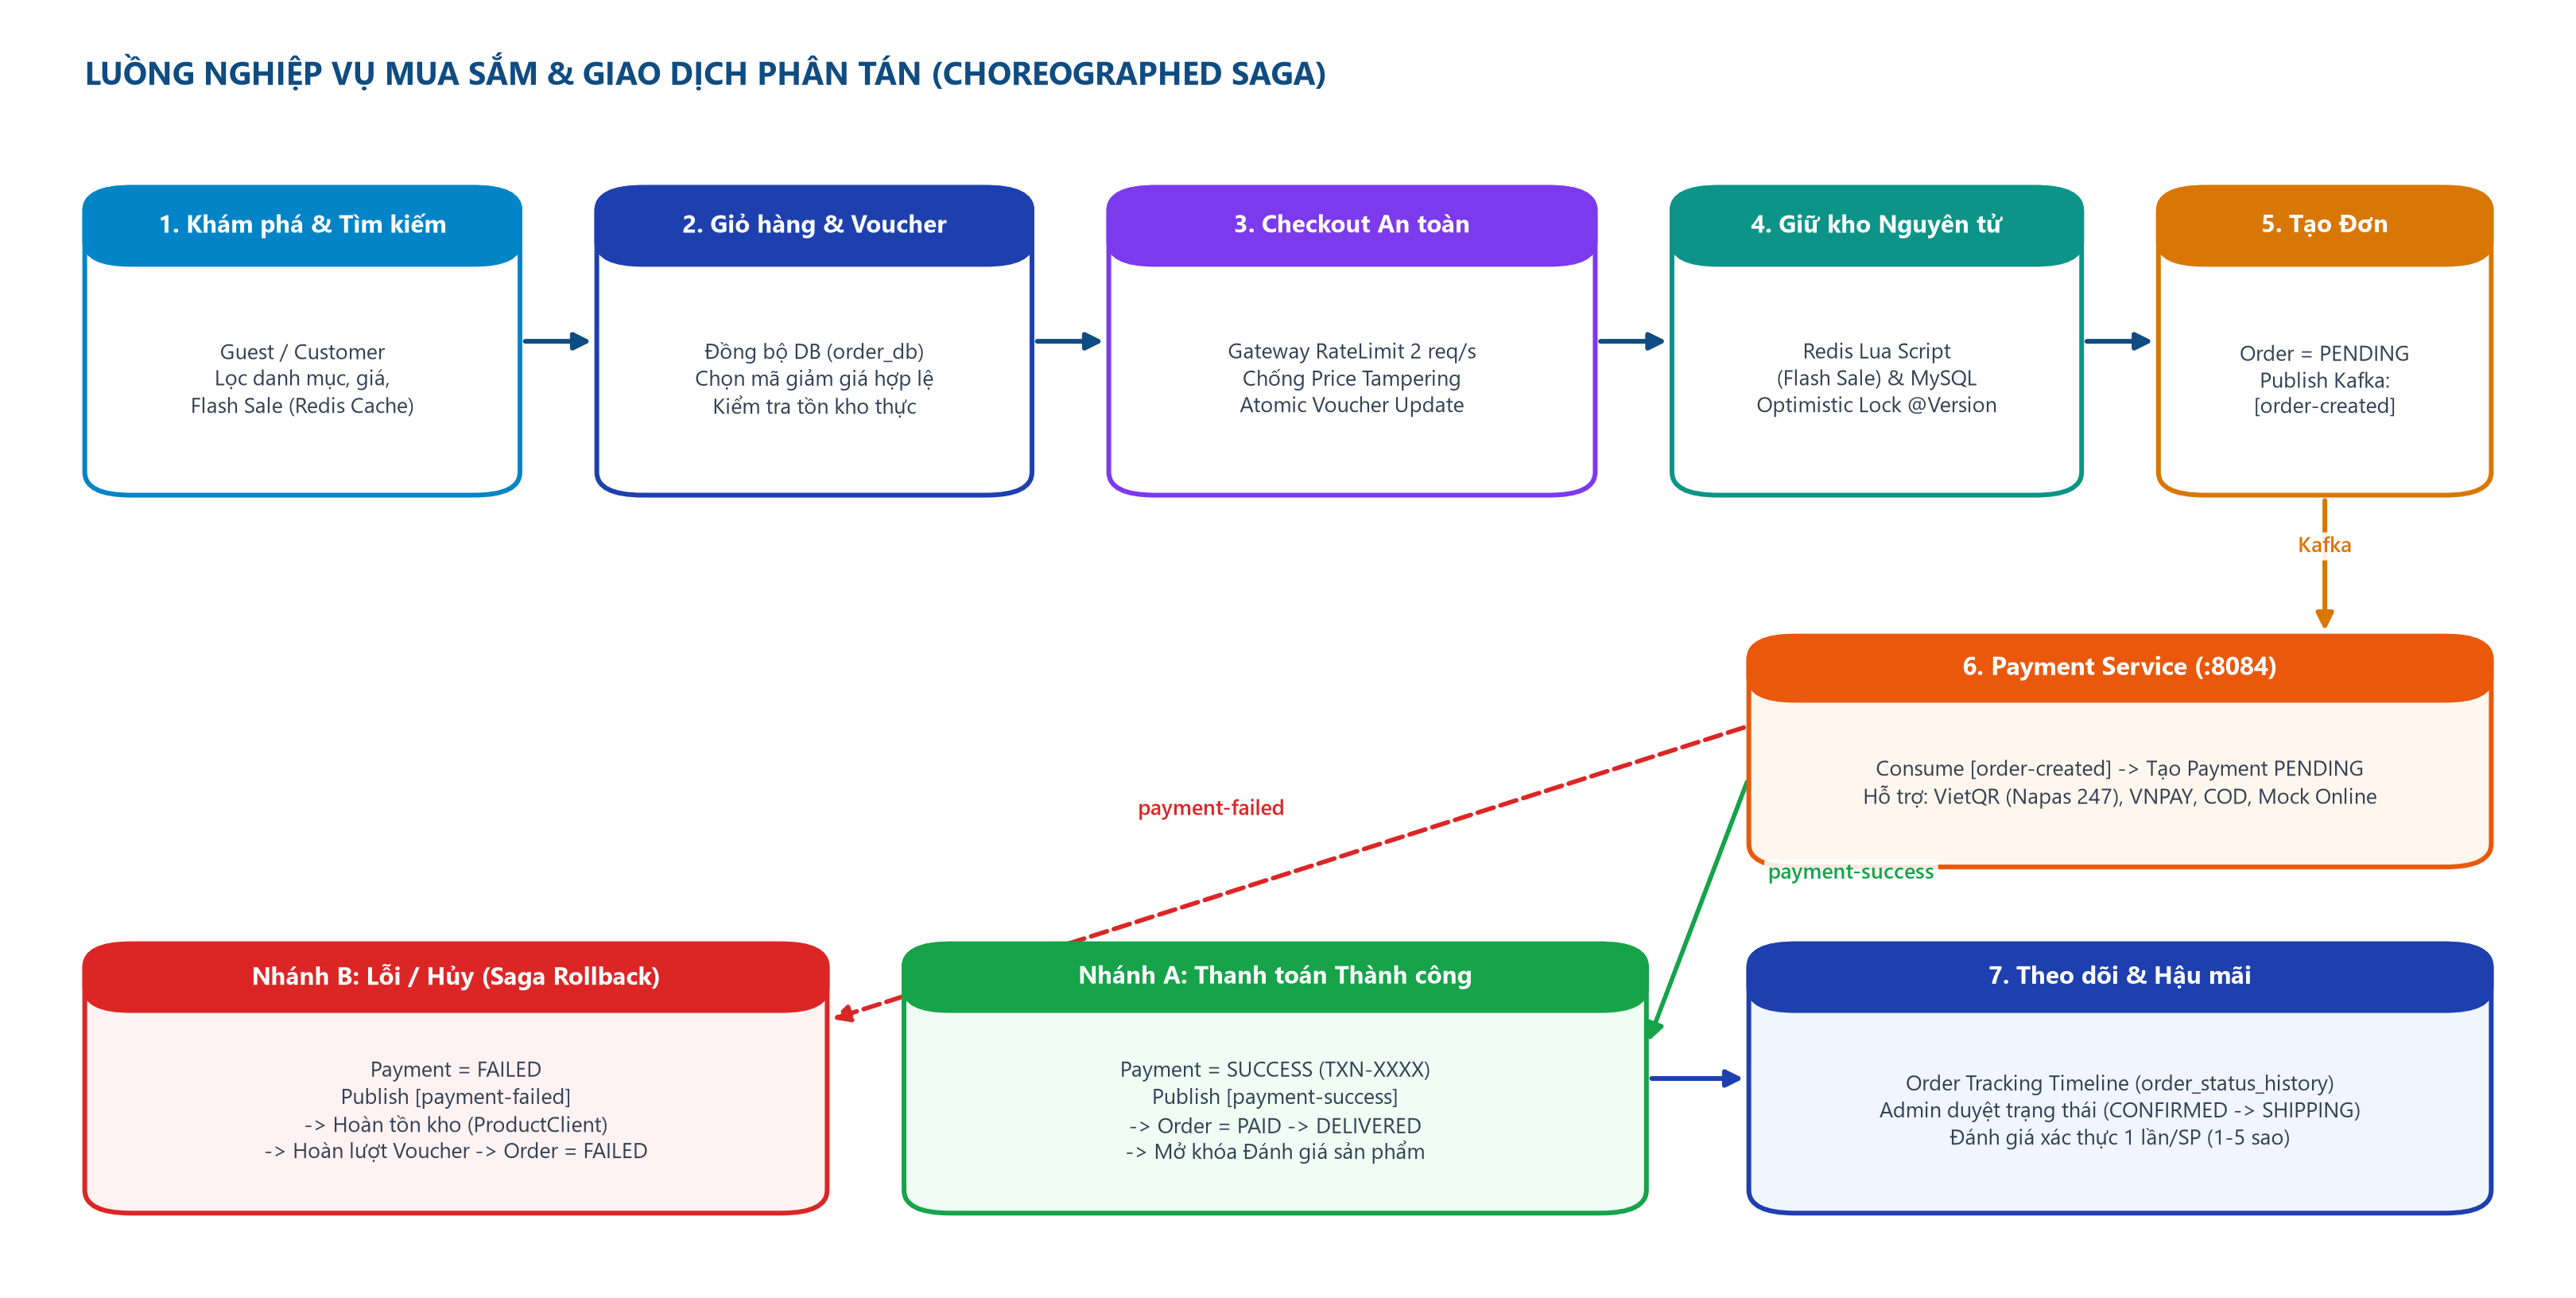 LUỒNG NGHIỆP VỤ MUA SẮM & GIAO DỊCH PHÂN TÁN (CHOREOGRAPHED SAGA)
1. Khám phá & Tìm kiếm
Guest / Customer
Lọc danh mục, giá,
Flash Sale (Redis Cache)
2. Giỏ hàng & Voucher
Đồng bộ DB (order_db)
Chọn mã giảm giá hợp lệ
Kiểm tra tồn kho thực
3. Checkout An toàn
Gateway RateLimit 2 req/s
Chống Price Tampering
Atomic Voucher Update
4. Giữ kho Nguyên tử
Redis Lua Script
(Flash Sale) & MySQL
Optimistic Lock @Version
5. Tạo Đơn
Order = PENDING
Publish Kafka:
[order-created]
Kafka
6. Payment Service (:8084)
Consume [order-created] -> Tạo Payment PENDING
Hỗ trợ: VietQR (Napas 247), VNPAY, COD, Mock Online
payment-failed
payment-success
Nhánh B: Lỗi / Hủy (Saga Rollback)
Payment = FAILED
Publish [payment-failed]
-> Hoàn tồn kho (ProductClient)
-> Hoàn lượt Voucher -> Order = FAILED
Nhánh A: Thanh toán Thành công
Payment = SUCCESS (TXN-XXXX)
Publish [payment-success]
-> Order = PAID -> DELIVERED
-> Mở khóa Đánh giá sản phẩm
7. Theo dõi & Hậu mãi
Order Tracking Timeline (order_status_history)
Admin duyệt trạng thái (CONFIRMED -> SHIPPING)
Đánh giá xác thực 1 lần/SP (1-5 sao)